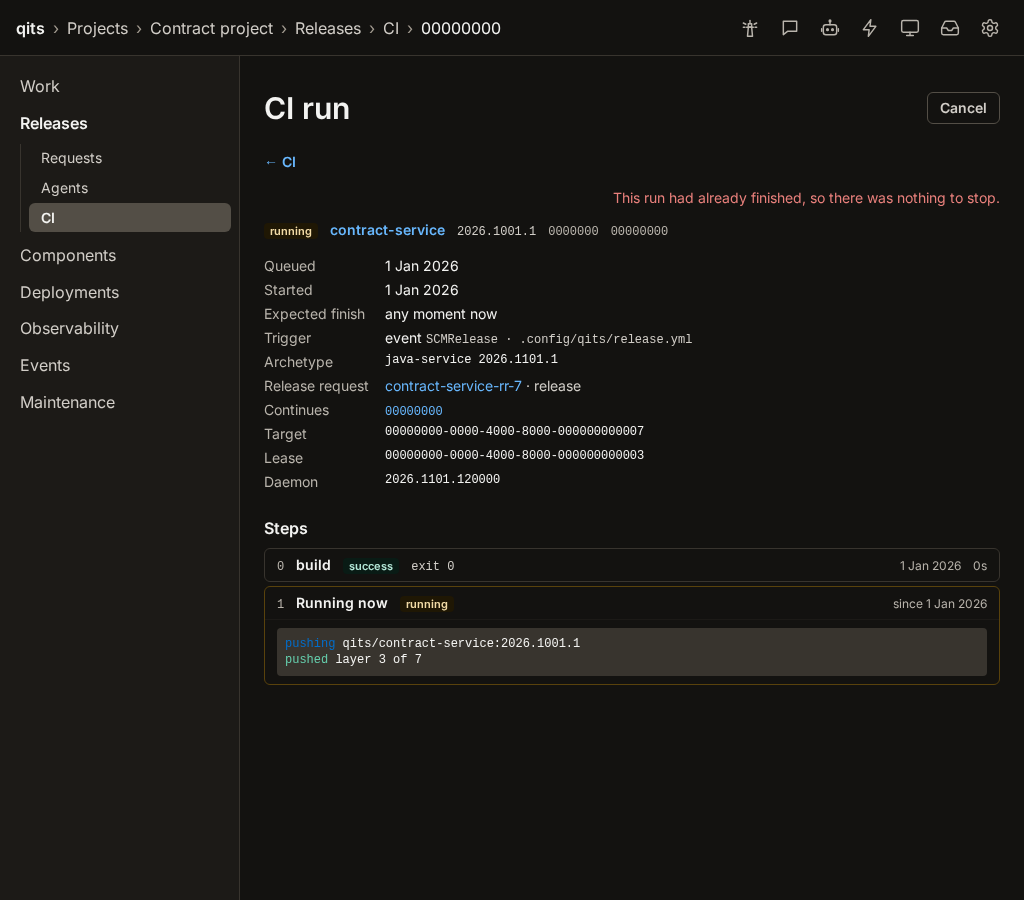 qits › Projects › Contract project › Releases › CI › 00000000
Work
Releases
Requests
Agents
CI
Components
Deployments
Observability
Events
Maintenance
CI run
Cancel
← CI
This run had already finished, so there was nothing to stop.
running contract-service 2026.1001.1 0000000 00000000
Queued 1 Jan 2026
Started 1 Jan 2026
Expected finish any moment now
Trigger event SCMRelease · .config/qits/release.yml
Archetype java-service 2026.1101.1
Release request contract-service-rr-7 · release
Continues 00000000
Target 00000000-0000-4000-8000-000000000007
Lease 00000000-0000-4000-8000-000000000003
Daemon 2026.1101.120000
Steps
0 build success exit 0 1 Jan 2026 0s
1 Running now running since 1 Jan 2026
pushing qits/contract-service:2026.1001.1
pushed layer 3 of 7